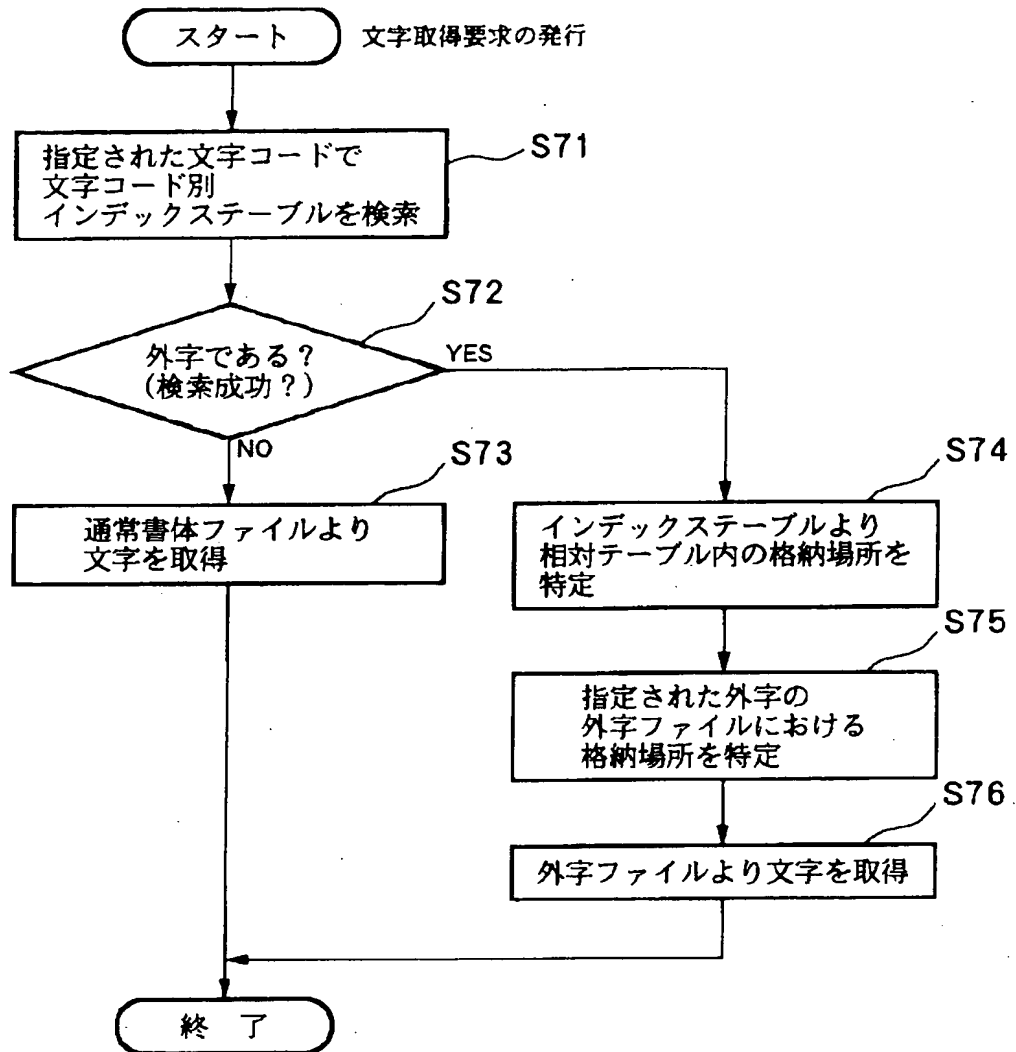 スタート
文字取得要求の発行
指定された文字コードで
文字コード別
インデックステーブルを検索
S71
S72
外字である？
（検索成功？）
YES
NO
S73
通常書体ファイルより
文字を取得
S74
インデックステーブルより
相対テーブル内の格納場所を
特定
S75
指定された外字の
外字ファイルにおける
格納場所を特定
S76
外字ファイルより文字を取得
終 了